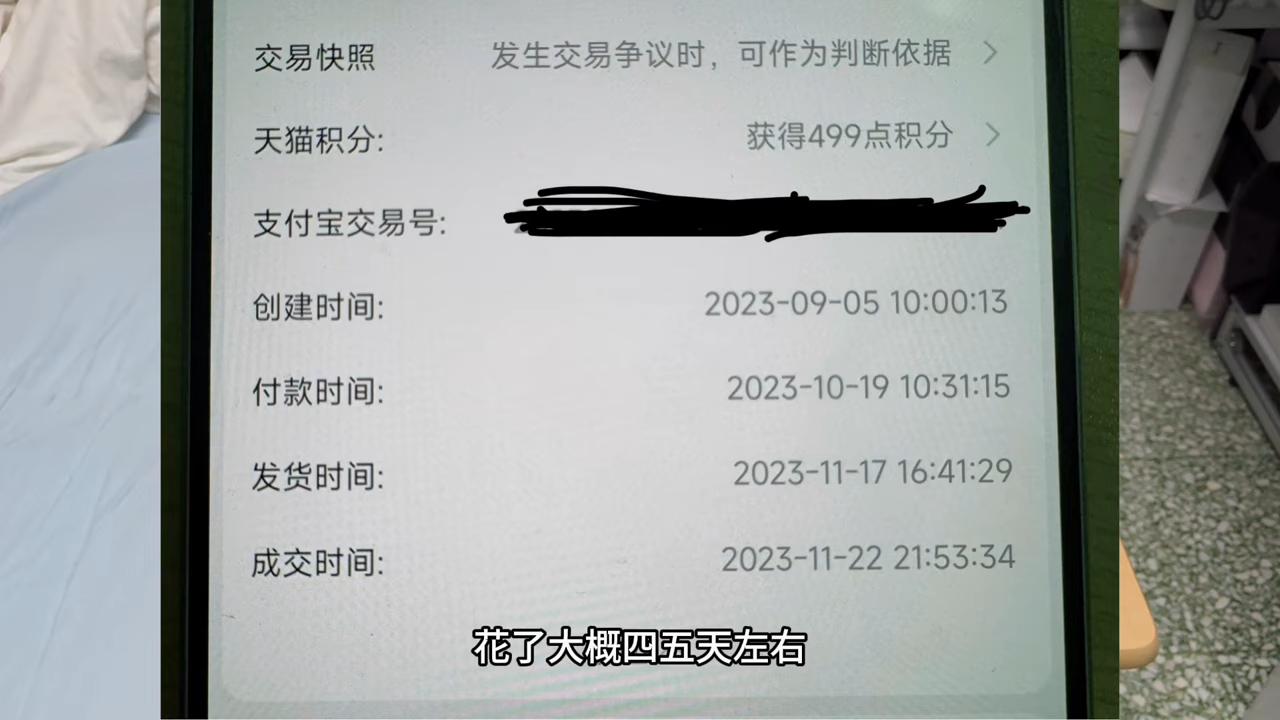 交易快照 发生交易争议时，可作为判断依据
天猫积分: 获得499点积分
支付宝交易号:
创建时间: 2023-09-05 10:00:13
付款时间: 2023-10-19 10:31:15
发货时间: 2023-11-17 16:41:29
成交时间: 2023-11-22 21:53:34
花了大概四五天左右